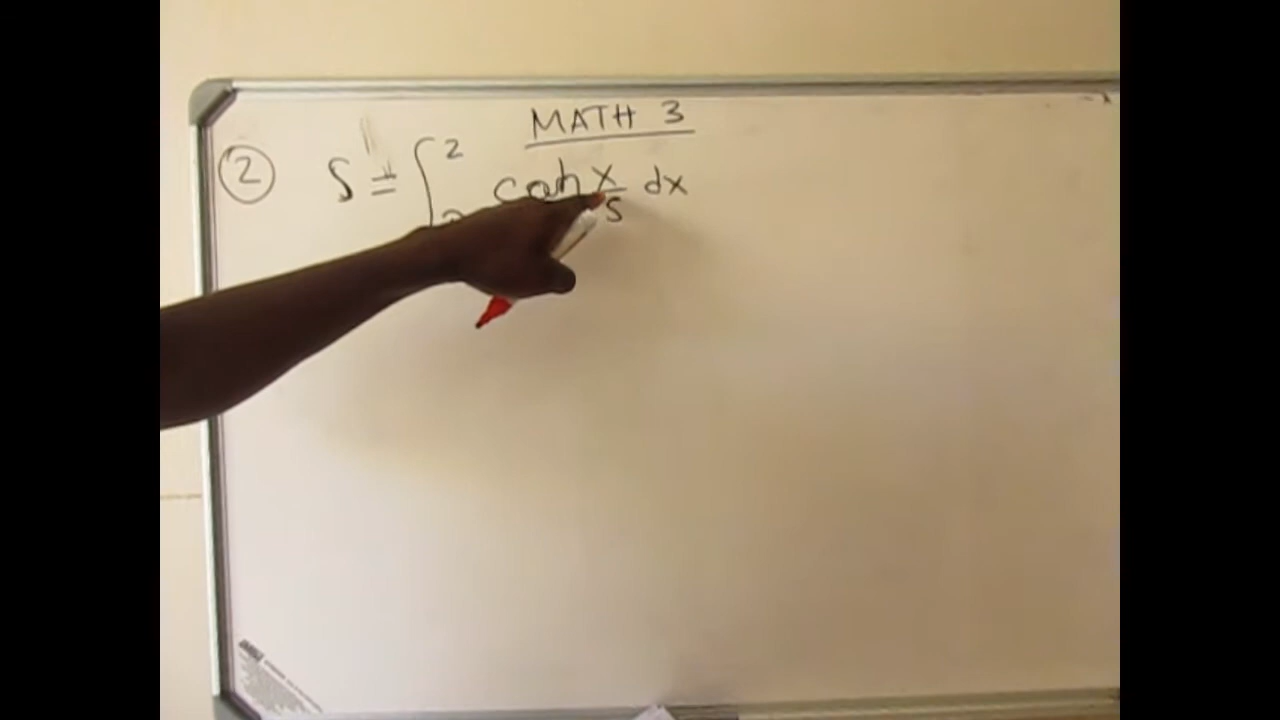 MATH 3
② S = ∫ 2 cosh x/5 dx